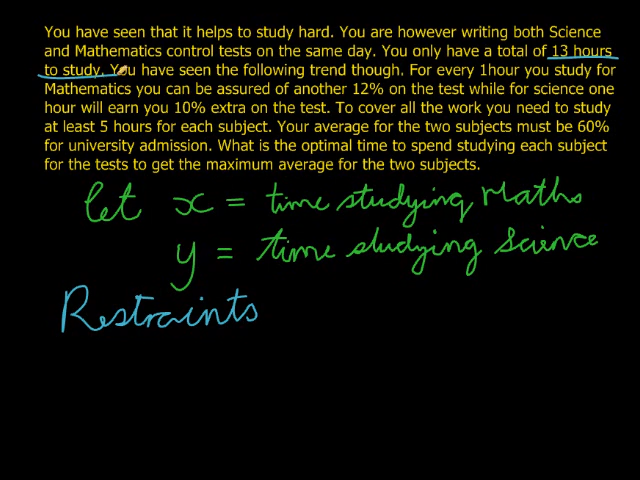 You have seen that it helps to study hard. You are however writing both Science
and Mathematics control tests on the same day. You only have a total of 13 hours
to study. You have seen the following trend though. For every 1hour you study for
Mathematics you can be assured of another 12% on the test while for science one
hour will earn you 10% extra on the test. To cover all the work you need to study
at least 5 hours for each subject. Your average for the two subjects must be 60%
for university admission. What is the optimal time to spend studying each subject
for the tests to get the maximum average for the two subjects.
let x = time studying Maths
y = time studying science
Restraints